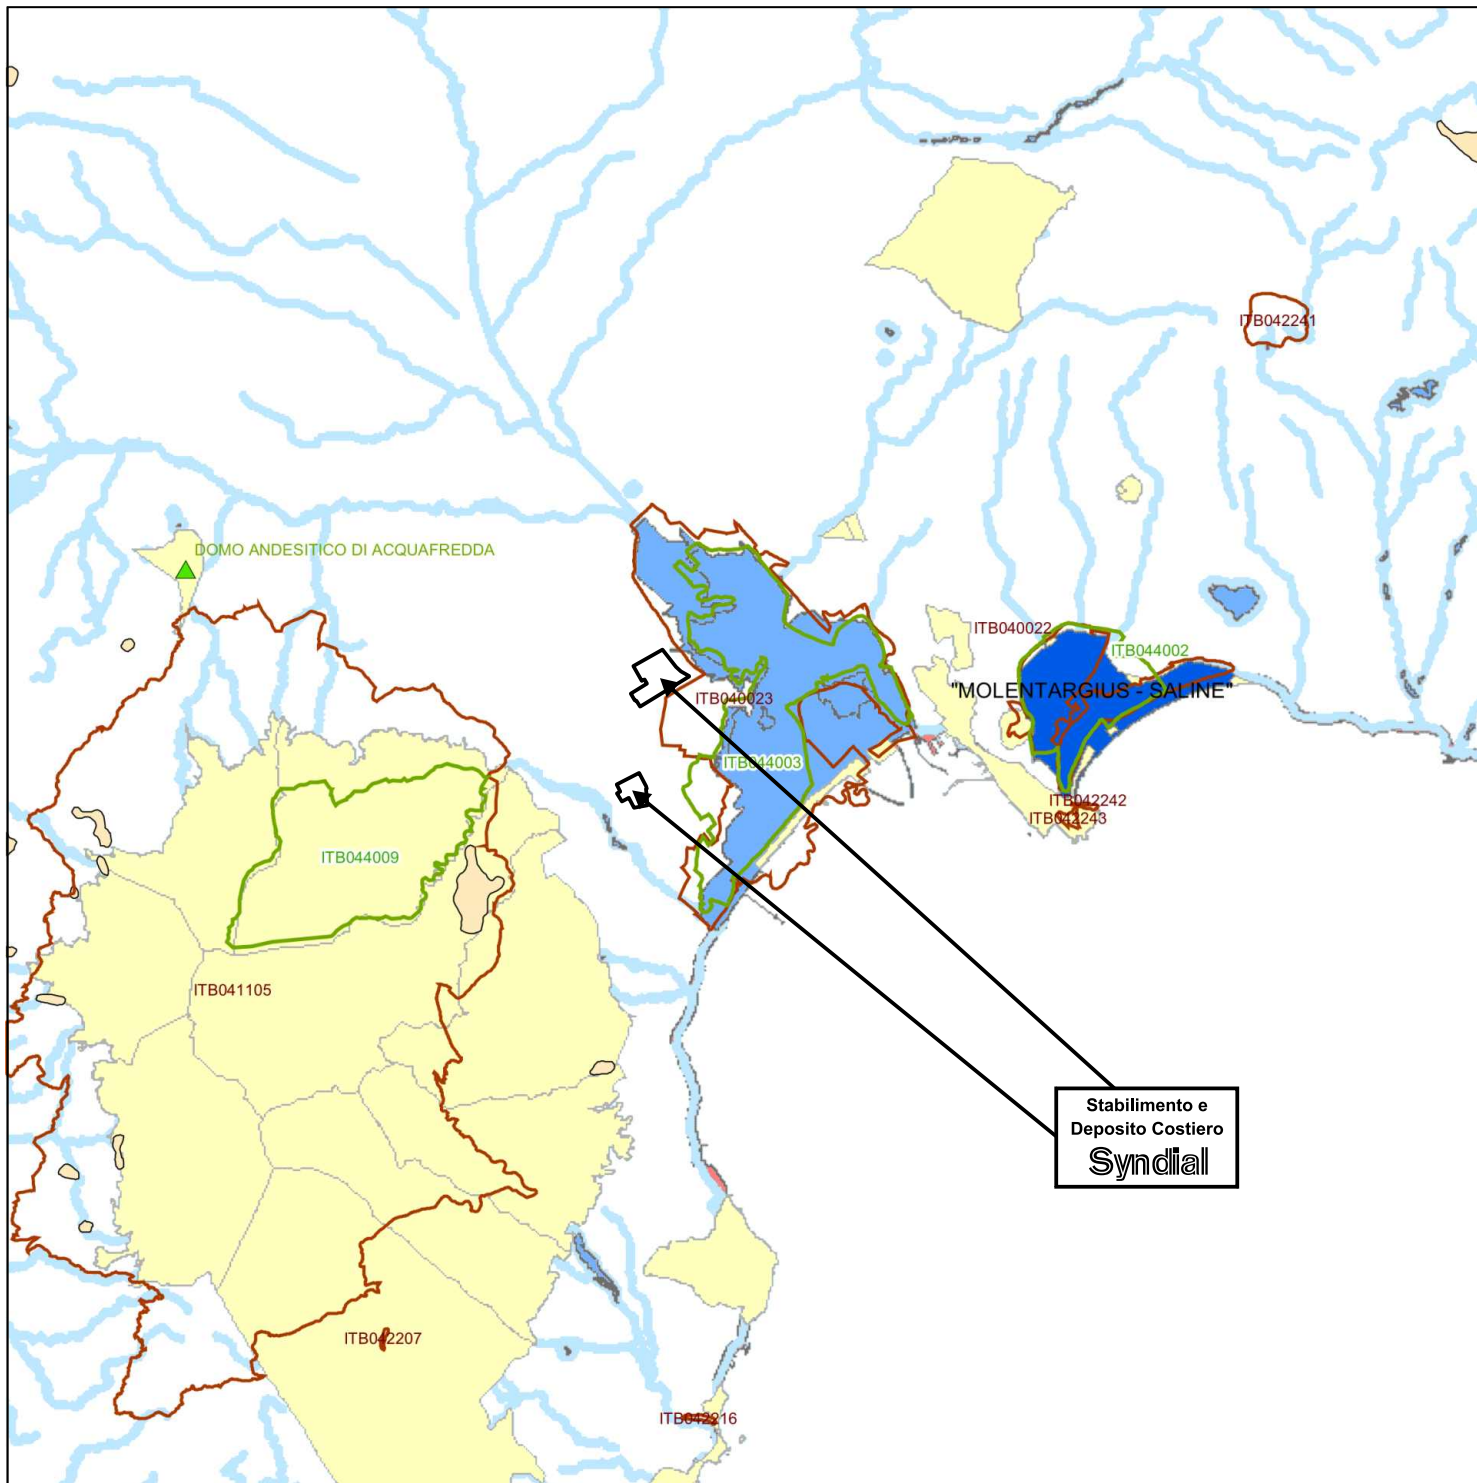 ITB042241
DOMO ANDESITICO DI ACQUAFREDDA
ITB040022
ITB044002
"MOLENTARGIUS - SALINE"
ITB040023
ITB044003
ITB042242
ITB042243
ITB044009
ITB041105
Stabilimento e
Deposito Costiero
Syndial
ITB042207
ITB042216